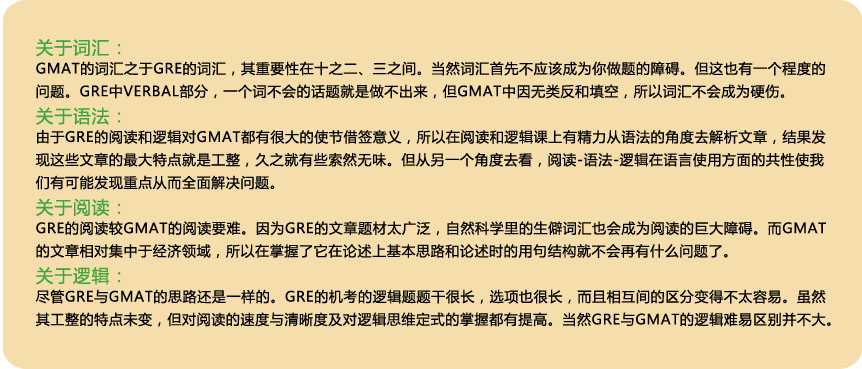 关于词汇：
GMAT的词汇之于GRE的词汇，其重要性在十之二、三之间。当然词汇首先不应该成为你做题的障碍。但这也有一个程度的
问题。GRE中VERBAL部分，一个词不会的话题就是做不出来，但GMAT中因无类反和填空，所以词汇不会成为硬伤。
关于语法：
由于GRE的阅读和逻辑对GMAT都有很大的使节借签意义，所以在阅读和逻辑课上有精力从语法的角度去解析文章，结果发
现这些文章的最大特点就是工整，久之就有些索然无味。但从另一个角度去看，阅读-语法-逻辑在语言使用方面的共性使我
们有可能发现重点从而全面解决问题。
关于阅读：
GRE的阅读较GMAT的阅读要难。因为GRE的文章题材太广泛，自然科学里的生僻词汇也会成为阅读的巨大障碍。而GMAT
的文章相对集中于经济领域，所以在掌握了它在论述上基本思路和论述时的用句结构就不会再有什么问题了。
关于逻辑：
尽管GRE与GMAT的思路还是一样的。GRE的机考的逻辑题题干很长，选项也很长，而且相互间的区分变得不太容易。虽然
其工整的特点未变，但对阅读的速度与清晰度及对逻辑思维定式的掌握都有提高。当然GRE与GMAT的逻辑难易区别并不大。